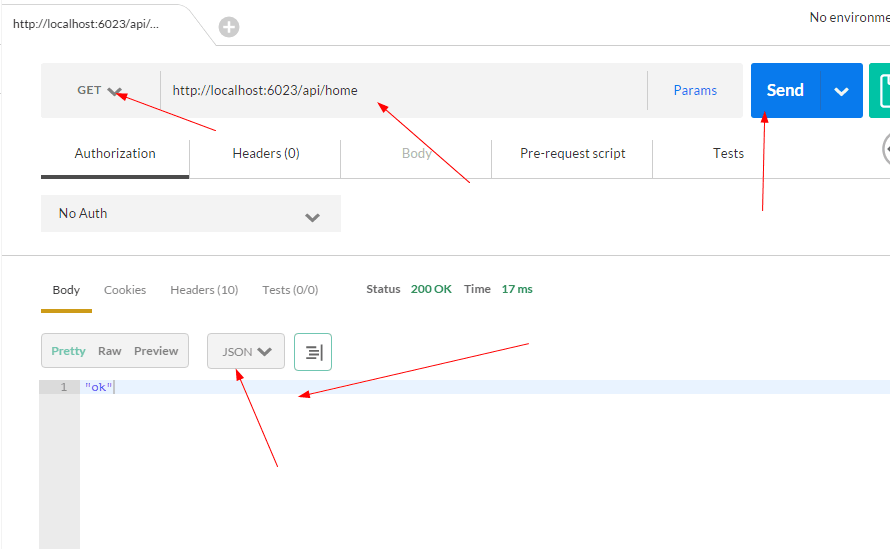 http://localhost:6023/api/...
No environme
GET http://localhost:6023/api/home Params Send
Authorization Headers (0) Body Pre-request script Tests
No Auth
Body Cookies Headers (10) Tests (0/0) Status 200 OK Time 17 ms
Pretty Raw Preview JSON
1 "ok"